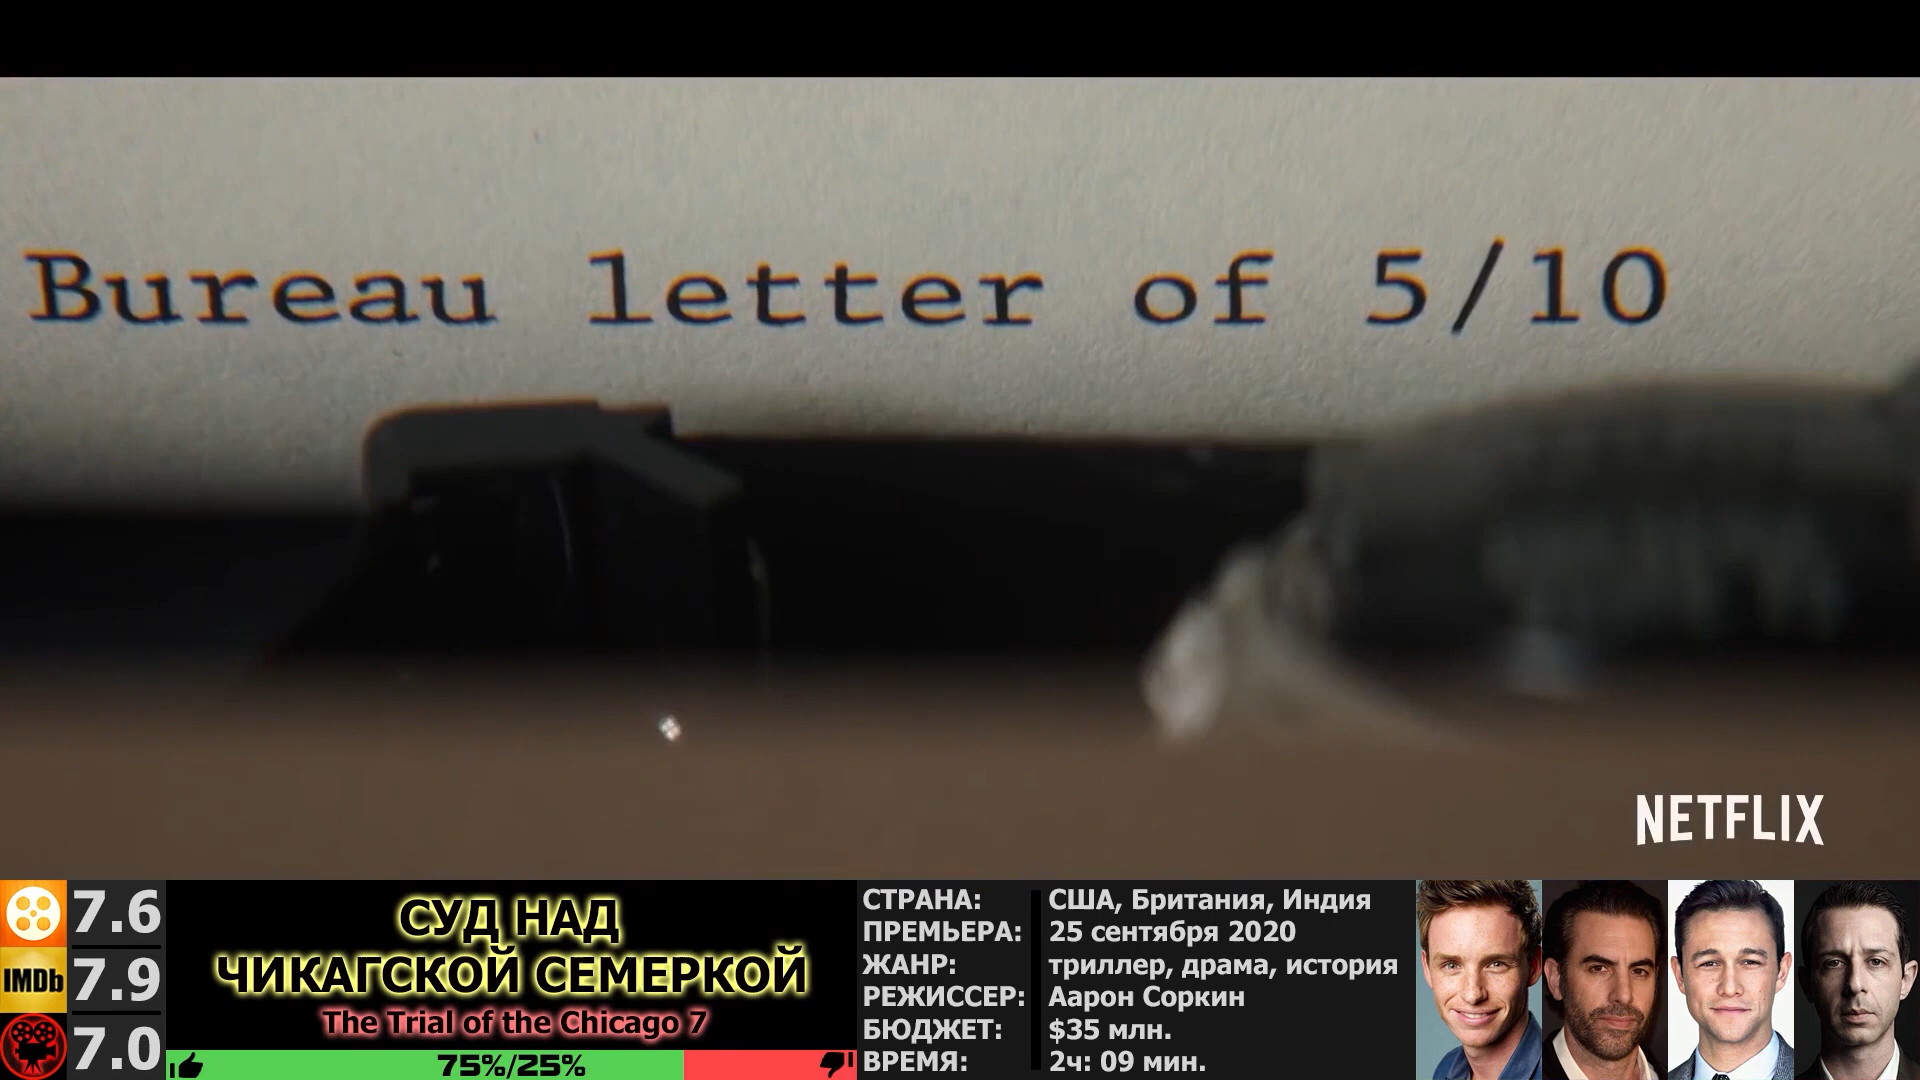 Bureau letter of 5/10
NETFLIX
7.6
IMDb 7.9
7.0
СУД НАД
ЧИКАГСКОЙ СЕМЕРКОЙ
The Trial of the Chicago 7
75%/25%
СТРАНА: США, Британия, Индия
ПРЕМЬЕРА: 25 сентября 2020
ЖАНР: триллер, драма, история
РЕЖИССЕР: Аарон Соркин
БЮДЖЕТ: $35 млн.
ВРЕМЯ: 2ч: 09 мин.